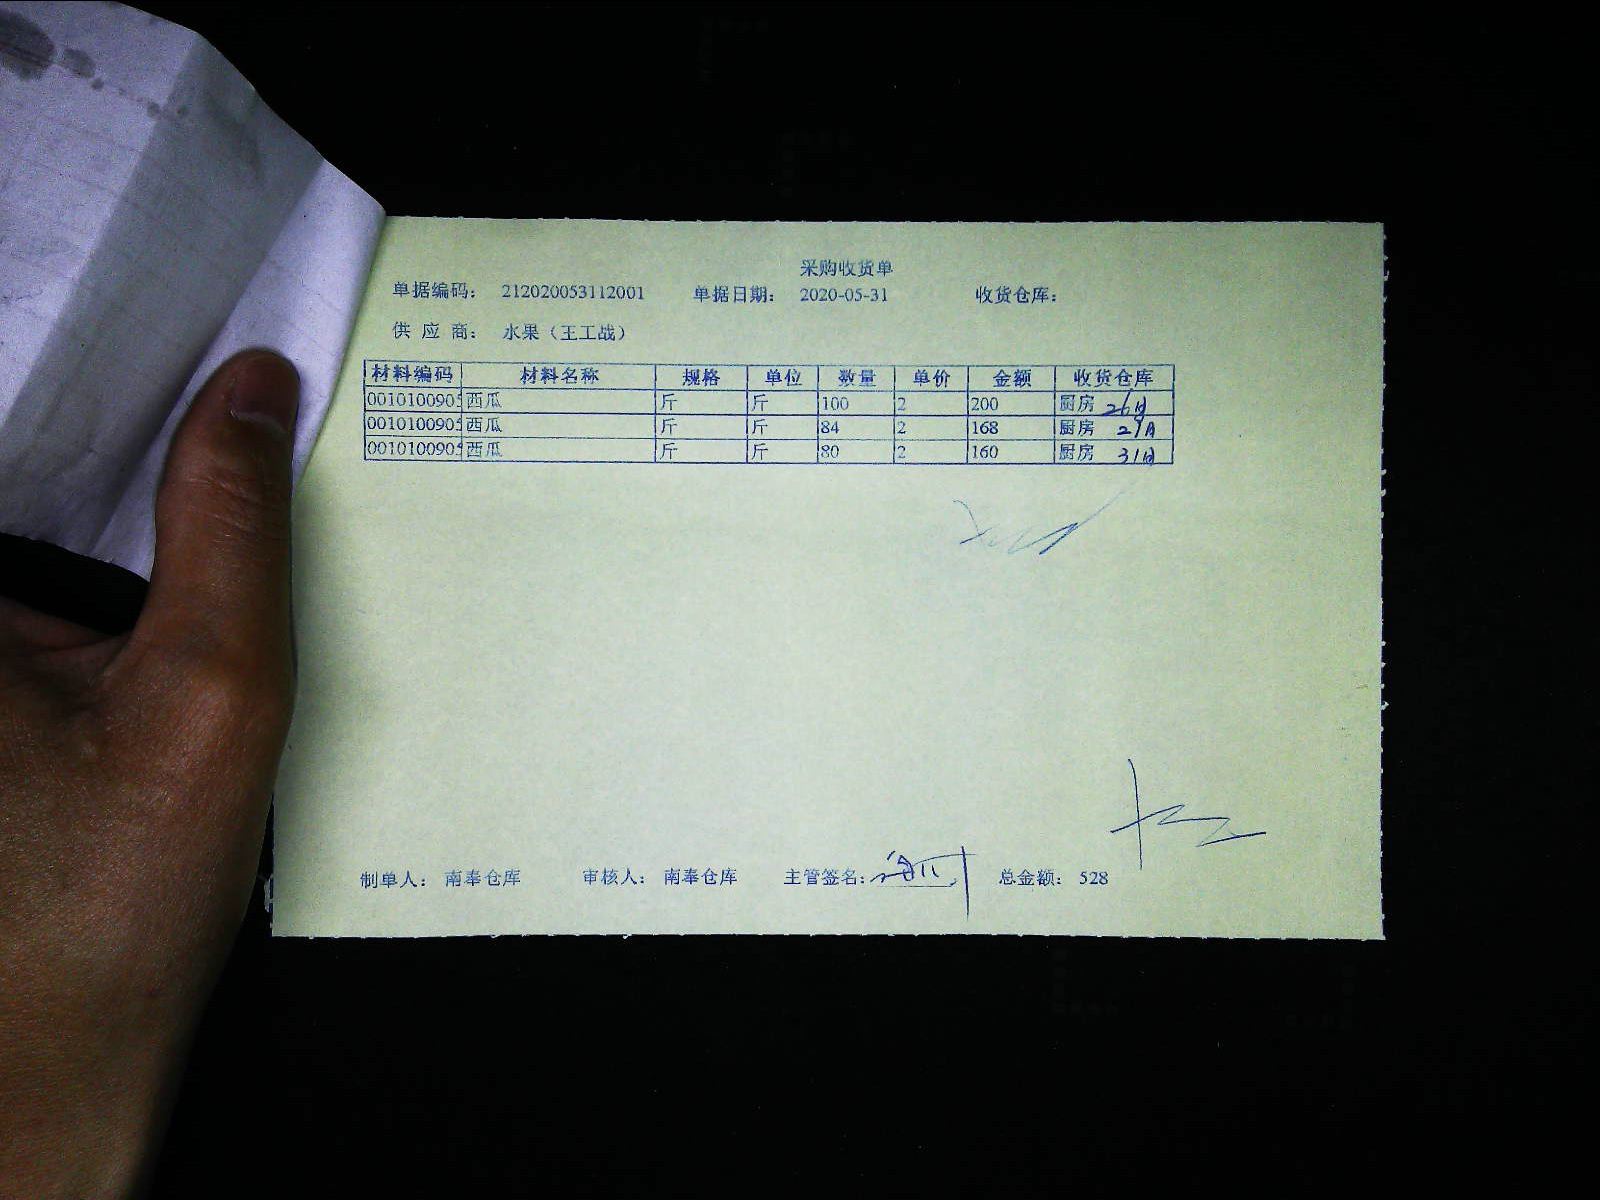 采购收货单
单据编码： 212020053112001 单据日期： 2020-05-31 收货仓库：
供 应 商： 水果（王工战）
材料编码 材料名称 规格 单位 数量 单价 金额 收货仓库
0010100905 西瓜 斤 斤 100 2 200 厨房 26日
0010100905 西瓜 斤 斤 84 2 168 厨房 29日
0010100905 西瓜 斤 斤 80 2 160 厨房 31日
制单人： 南奉仓库 审核人： 南奉仓库 主管签名： 总金额： 528